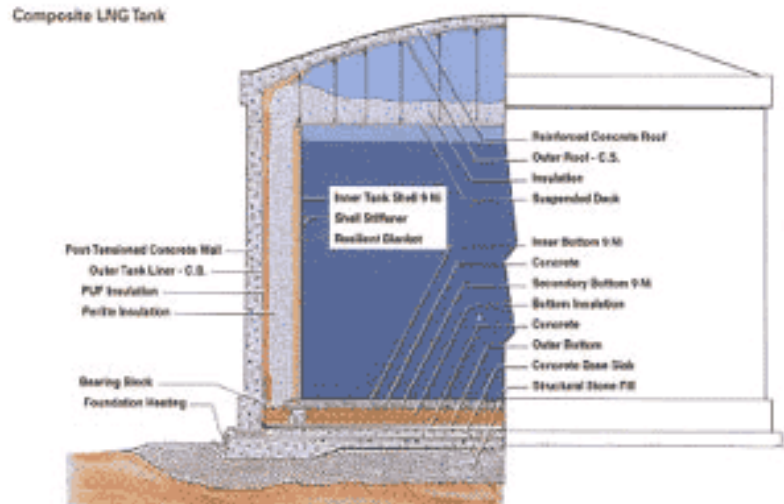 Composite LNG Tank
Reinforced Concrete Roof
Outer Roof - C.S.
Insulation
Suspended Deck
Inner Tank Shell 9 Ni
Shell Stiffener
Resilient Blanket
Inner Bottom 9 Ni
Concrete
Secondary Bottom 9 Ni
Bottom Insulation
Concrete
Outer Bottom
Concrete Base Slab
Structural Stone Fill
Post-Tensioned Concrete Wall
Outer Tank Liner - C.S.
PUF Insulation
Perlite Insulation
Bearing Block
Foundation Heating